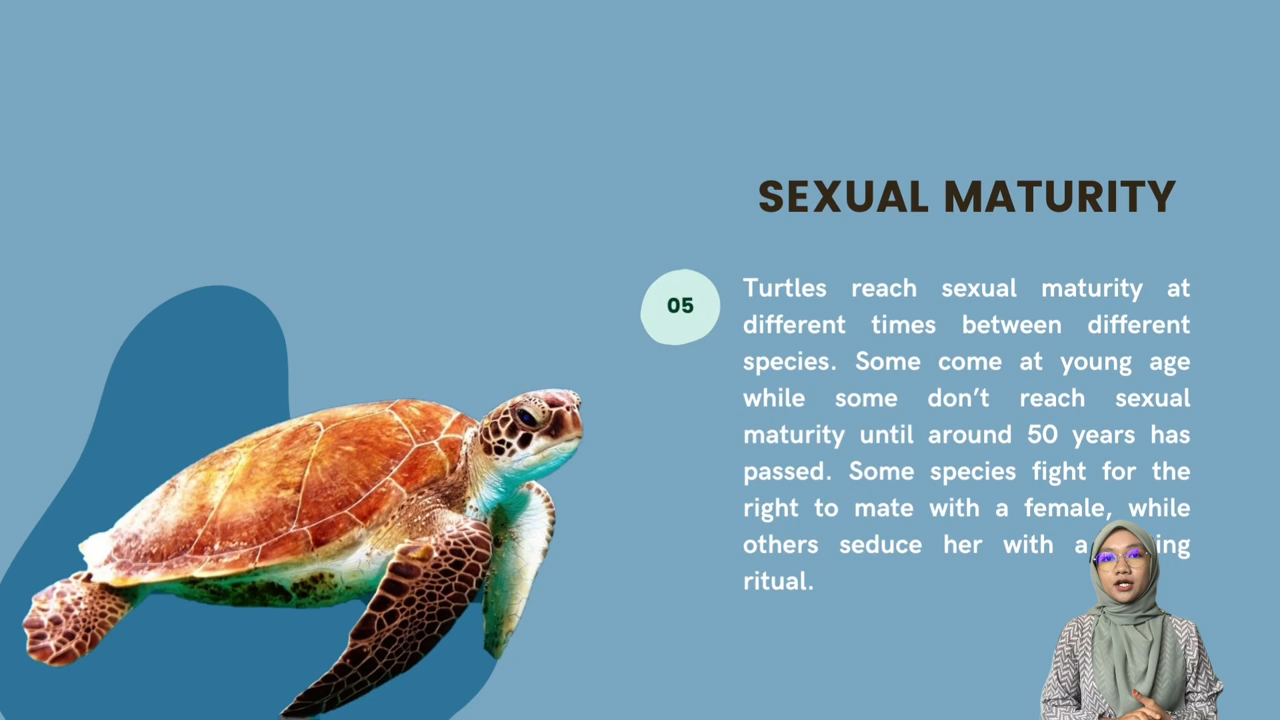 SEXUAL MATURITY
05
Turtles reach sexual maturity at
different times between different
species. Some come at young age
while some don’t reach sexual
maturity until around 50 years has
passed. Some species fight for the
right to mate with a female, while
others seduce her with a
ritual.